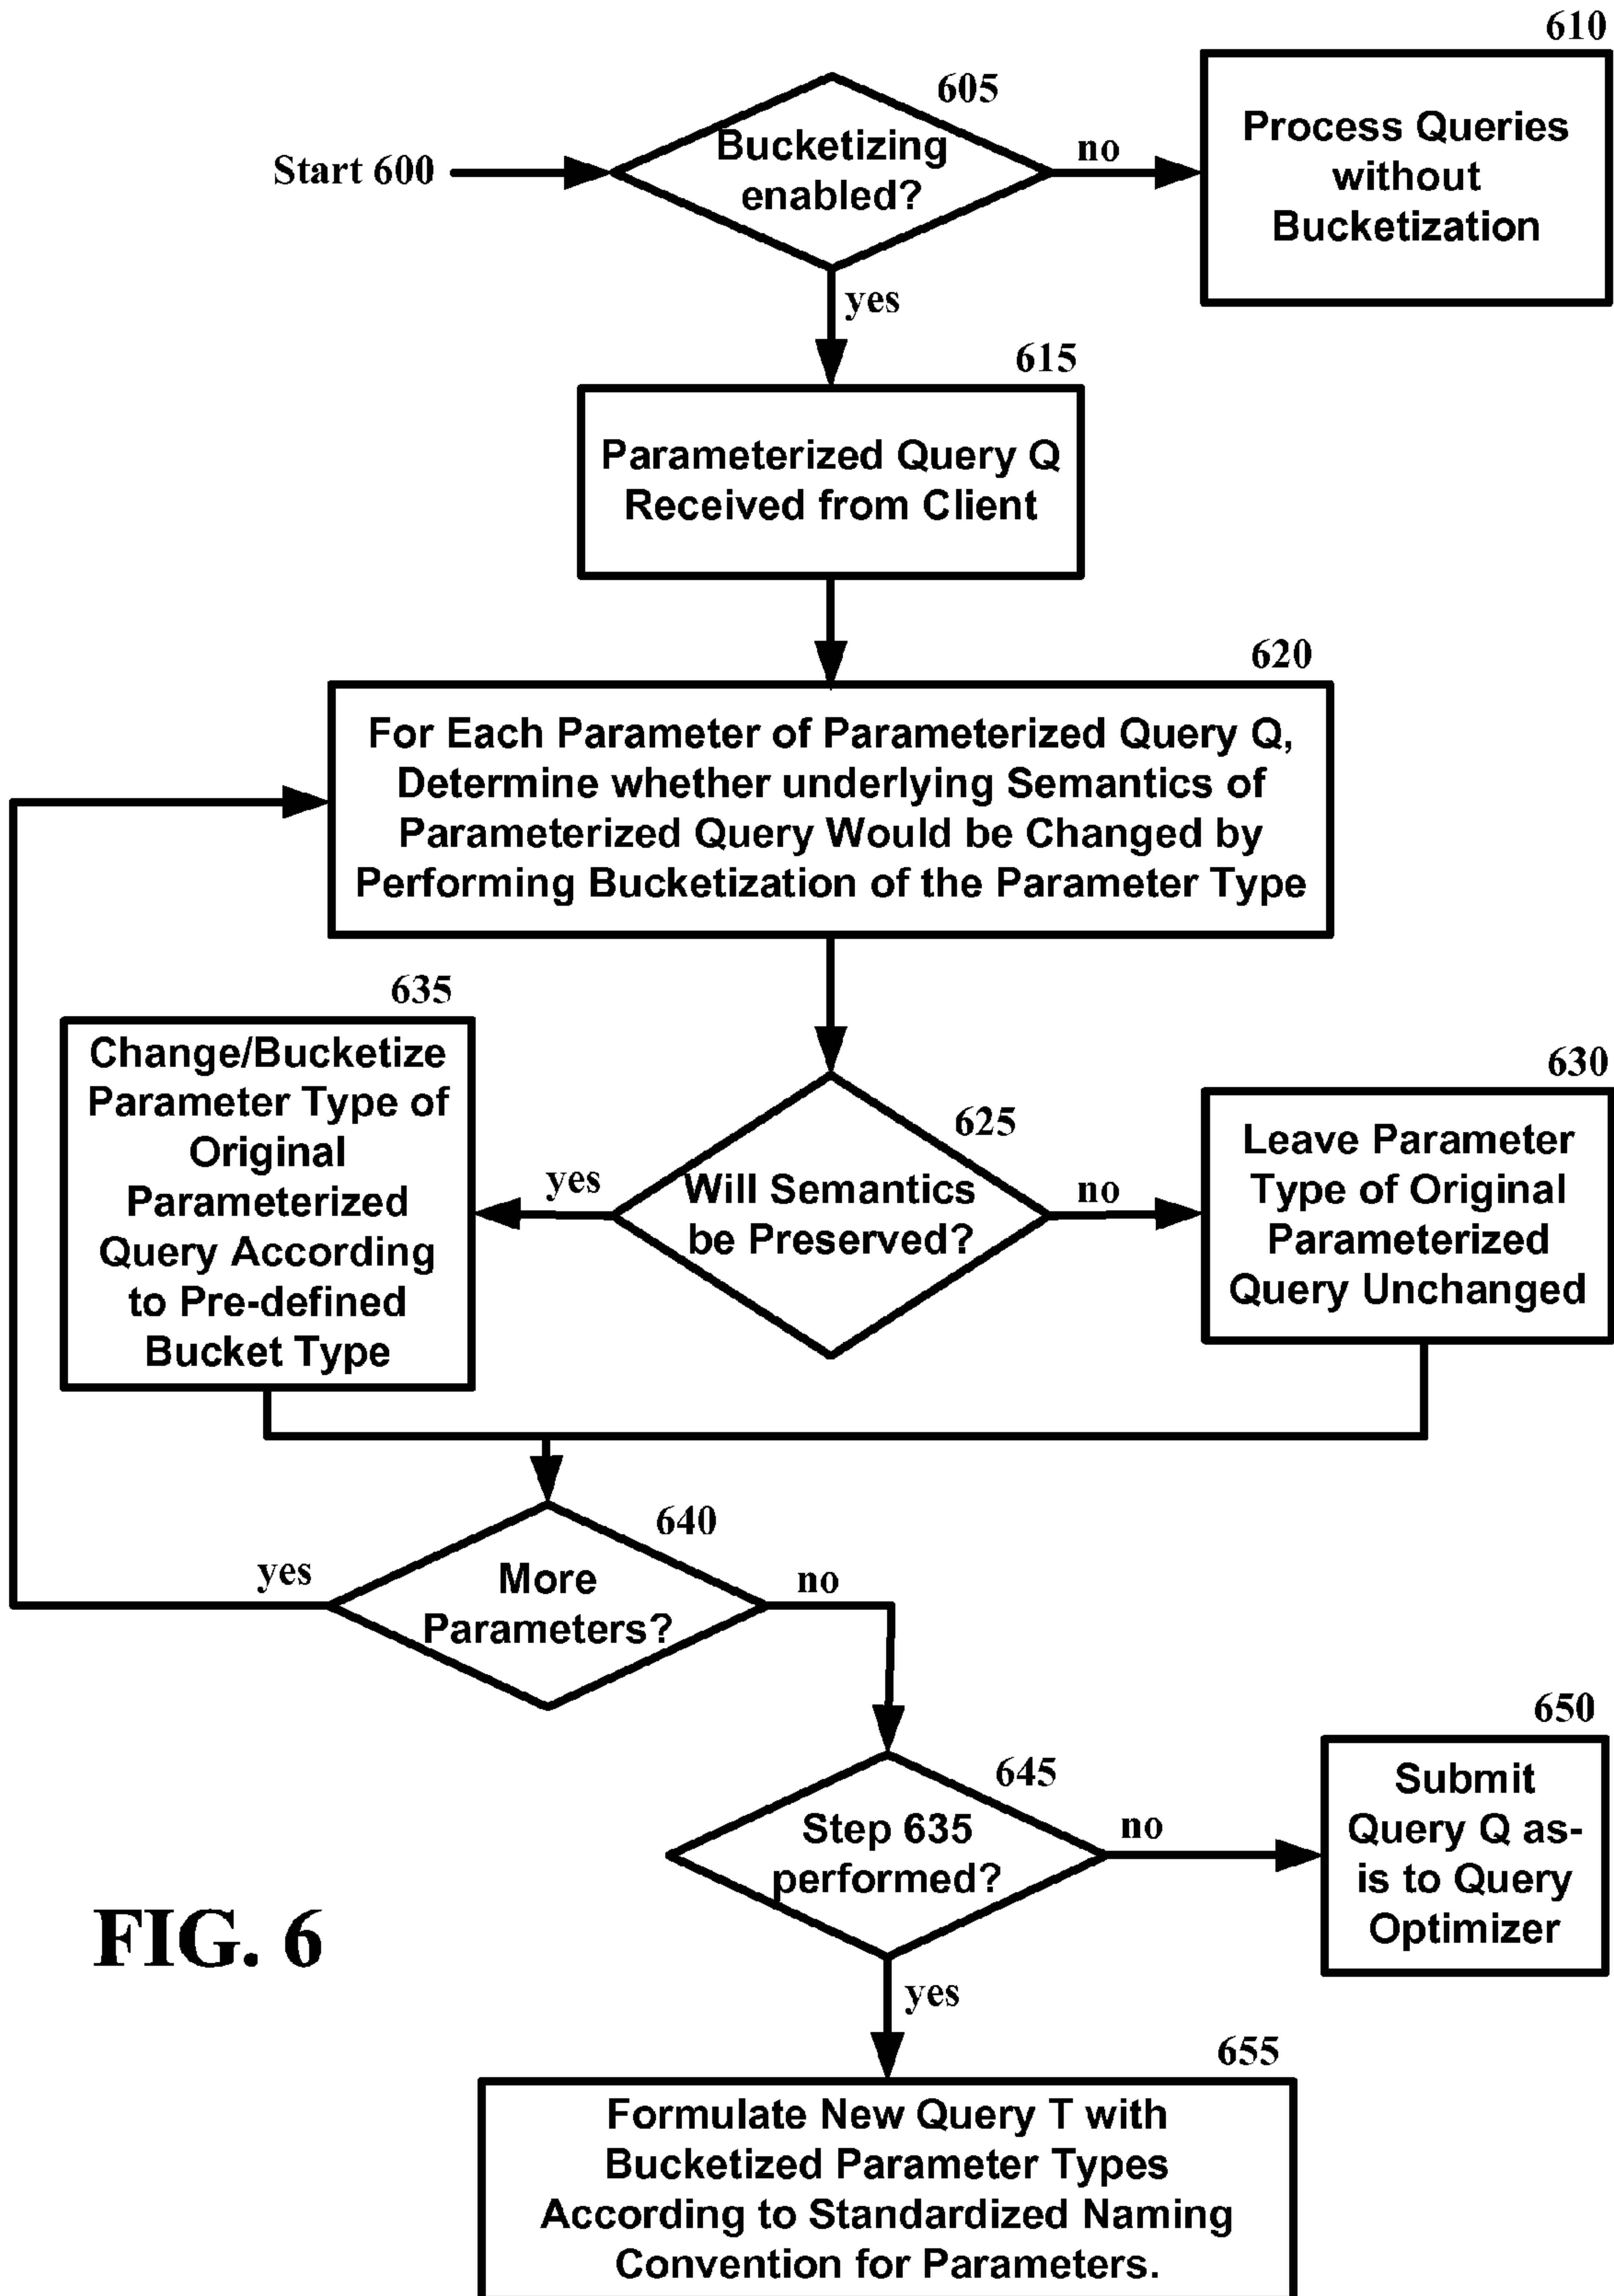 610
605
Bucketizing
enabled?
Start 600
no
Process Queries
without
Bucketization
yes
615
Parameterized Query Q
Received from Client
620
For Each Parameter of Parameterized Query Q,
Determine whether underlying Semantics of
Parameterized Query Would be Changed by
Performing Bucketization of the Parameter Type
635
Change/Bucketize
Parameter Type of
Original
Parameterized
Query According
to Pre-defined
Bucket Type
yes
625
Will Semantics
be Preserved?
no
630
Leave Parameter
Type of Original
Parameterized
Query Unchanged
640
yes
More
Parameters?
no
645
Step 635
performed?
no
650
Submit
Query Q as-
is to Query
Optimizer
FIG. 6
yes
655
Formulate New Query T with
Bucketized Parameter Types
According to Standardized Naming
Convention for Parameters.